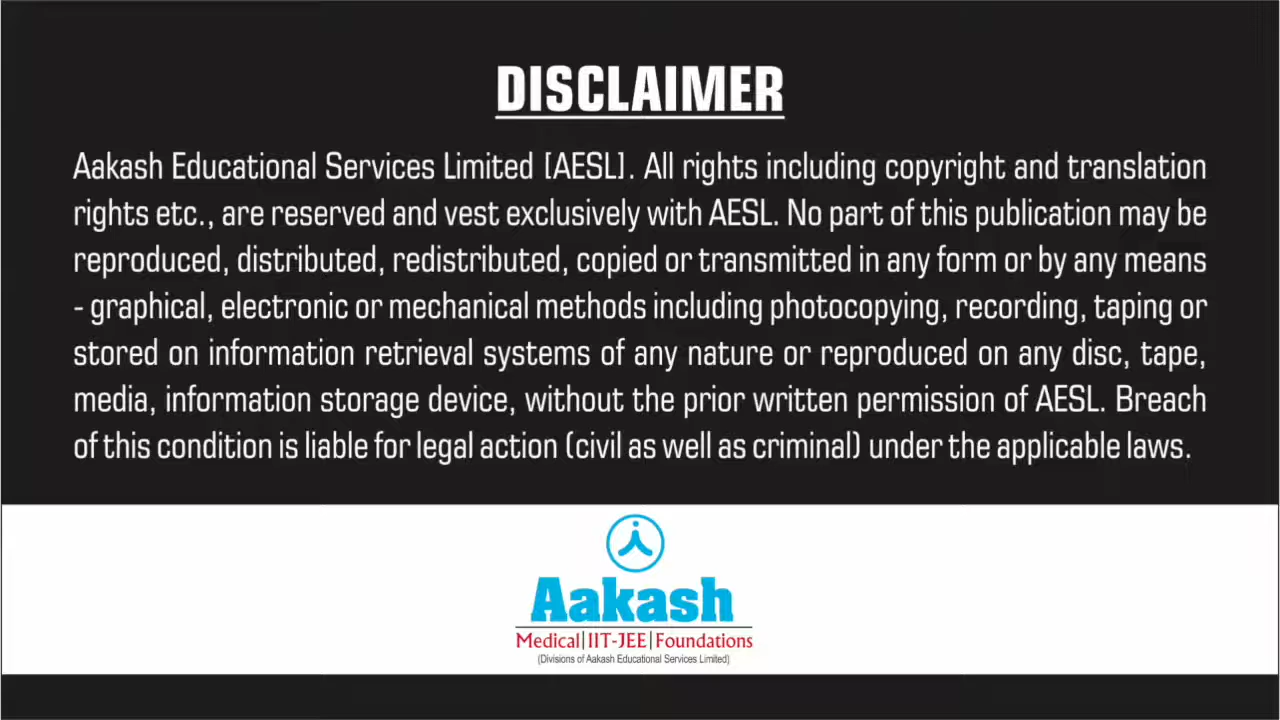 DISCLAIMER
Aakash Educational Services Limited [AESL]. All rights including copyright and translation
rights etc., are reserved and vest exclusively with AESL. No part of this publication may be
reproduced, distributed, redistributed, copied or transmitted in any form or by any means
- graphical, electronic or mechanical methods including photocopying, recording, taping or
stored on information retrieval systems of any nature or reproduced on any disc, tape,
media, information storage device, without the prior written permission of AESL. Breach
of this condition is liable for legal action (civil as well as criminal) under the applicable laws.
Aakash
Medical|IIT-JEE|Foundations
(Divisions of Aakash Educational Services Limited)